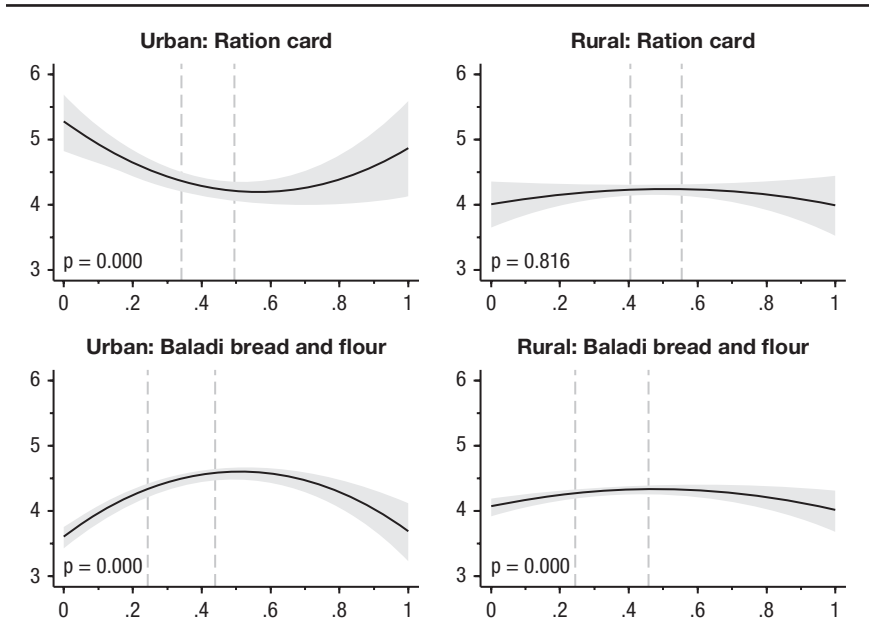 Urban: Ration card
6
5
4
3
p = 0.000
0 .2 .4 .6 .8 1
Rural: Ration card
6
5
4
3
p = 0.816
0 .2 .4 .6 .8 1
Urban: Baladi bread and flour
6
5
4
3
p = 0.000
0 .2 .4 .6 .8 1
Rural: Baladi bread and flour
6
5
4
3
p = 0.000
0 .2 .4 .6 .8 1